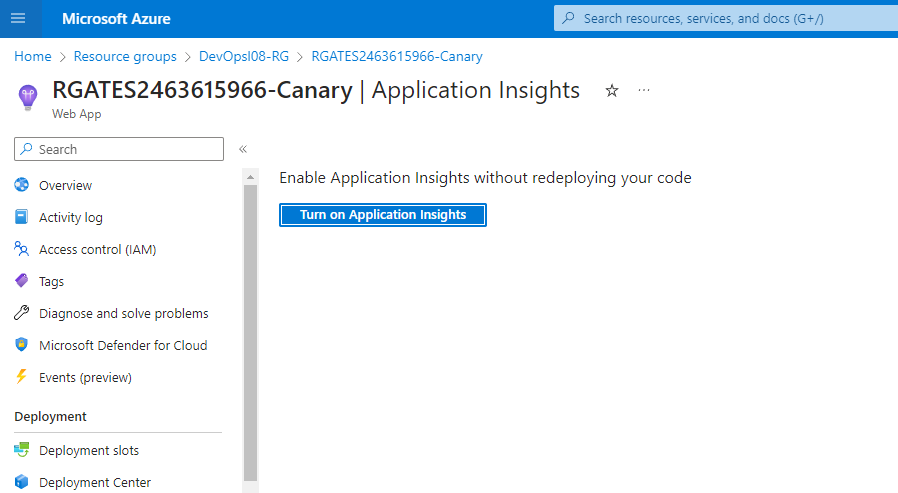 Microsoft Azure
Search resources, services, and docs (G+/)
Home > Resource groups > DevOpsl08-RG > RGATES2463615966-Canary
RGATES2463615966-Canary | Application Insights
Web App
Search
Overview
Activity log
Access control (IAM)
Tags
Diagnose and solve problems
Microsoft Defender for Cloud
Events (preview)
Deployment
Deployment slots
Deployment Center
Enable Application Insights without redeploying your code
Turn on Application Insights